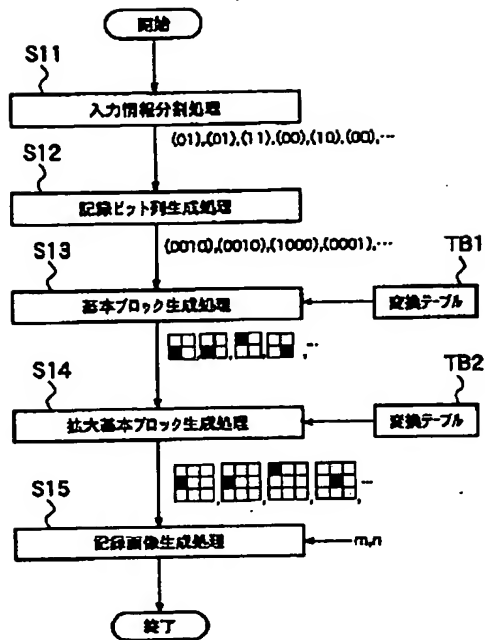 開始
S11
入力情報分割処理
(01),(01),(11),(00),(10),(00),…
S12
記録ビット列生成処理
(0010),(0010),(1000),(0001),…
S13
TB1
基本ブロック生成処理
変換テーブル
,…
S14
TB2
拡大基本ブロック生成処理
変換テーブル
, , , ,…
S15
記録画像生成処理
m,n
終了